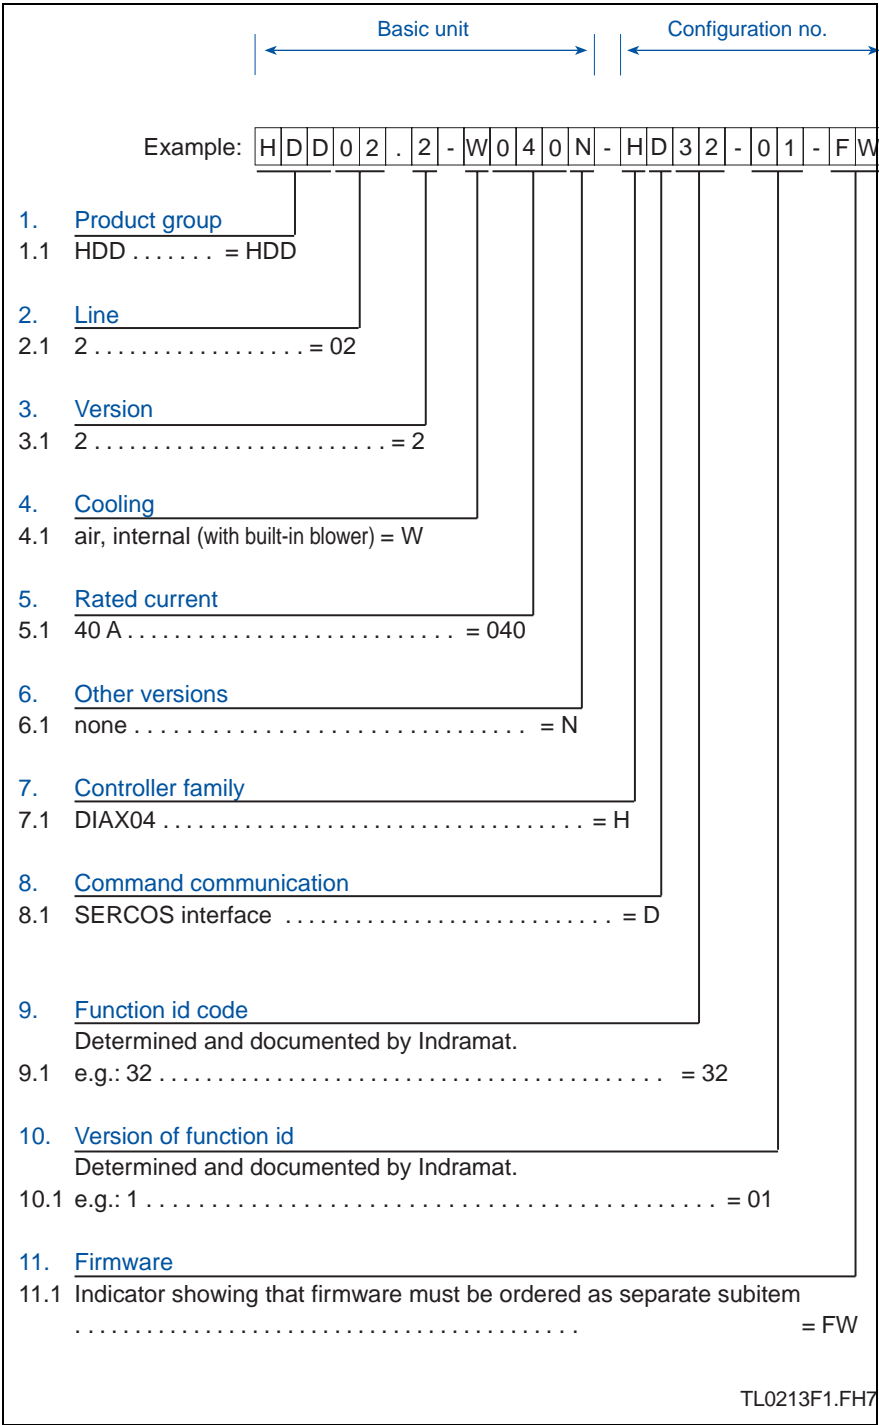 Basic unit Configuration no.
Example: HDD02.2-W040N-HD32-01-FW
1. Product group
1.1 HDD . . . . . . . = HDD
2. Line
2.1 2 . . . . . . . . . . . . . . . . . . = 02
3. Version
3.1 2 . . . . . . . . . . . . . . . . . . . . . . . . . = 2
4. Cooling
4.1 air, internal (with built-in blower) = W
5. Rated current
5.1 40 A . . . . . . . . . . . . . . . . . . . . . . . . . . . . = 040
6. Other versions
6.1 none . . . . . . . . . . . . . . . . . . . . . . . . . . . . . . = N
7. Controller family
7.1 DIAX04 . . . . . . . . . . . . . . . . . . . . . . . . . . . . . . . . . . . . = H
8. Command communication
8.1 SERCOS interface . . . . . . . . . . . . . . . . . . . . . . . . . . . . = D
9. Function id code
Determined and documented by Indramat.
9.1 e.g.: 32 . . . . . . . . . . . . . . . . . . . . . . . . . . . . . . . . . . . . . . . . . . . = 32
10. Version of function id
Determined and documented by Indramat.
10.1 e.g.: 1 . . . . . . . . . . . . . . . . . . . . . . . . . . . . . . . . . . . . . . . . . . . . = 01
11. Firmware
11.1 Indicator showing that firmware must be ordered as separate subitem
. . . . . . . . . . . . . . . . . . . . . . . . . . . . . . . . . . . . . . . . . . = FW
TL0213F1.FH7